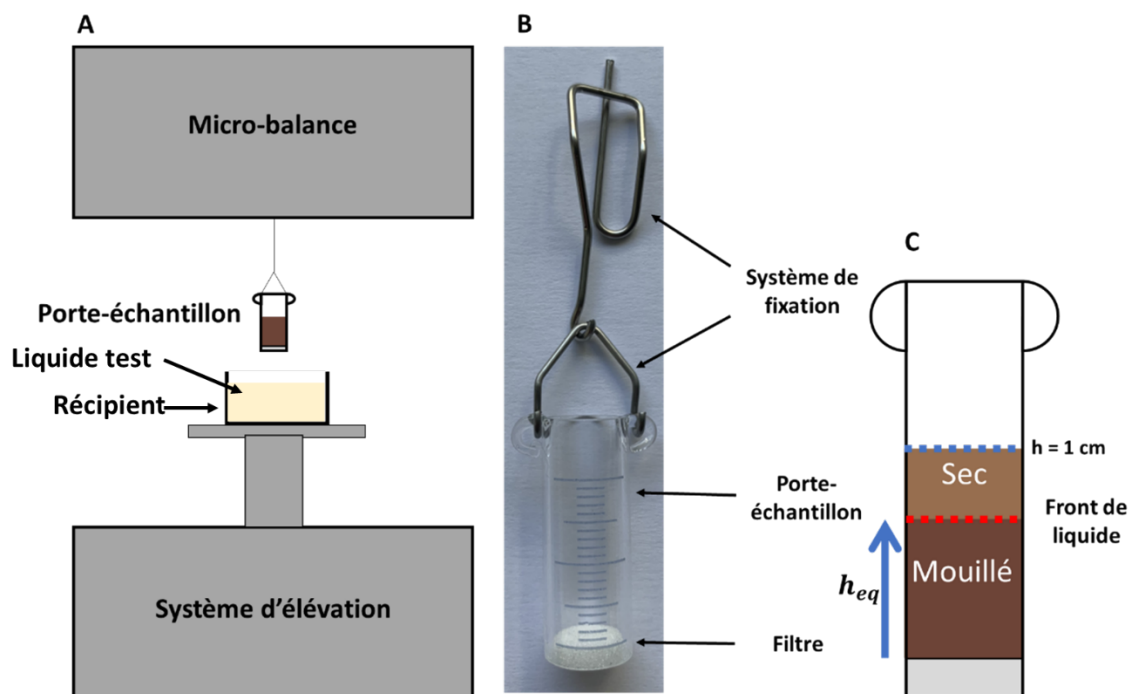 A
Micro-balance
Porte-échantillon
Liquide test
Récipient
Système d’élévation
B
Système de
fixation
Porte-
échantillon
Filtre
C
h = 1 cm
Sec
Front de
liquide
Mouillé
h_eq